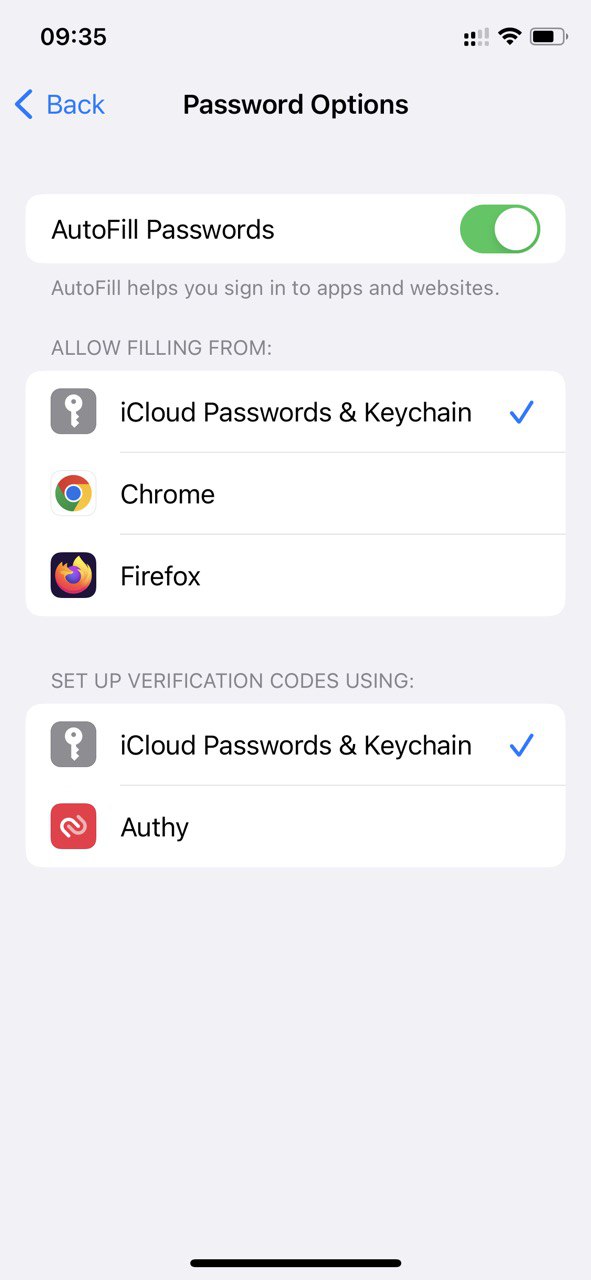 09:35
Back
Password Options
AutoFill Passwords
AutoFill helps you sign in to apps and websites.
ALLOW FILLING FROM:
iCloud Passwords & Keychain
Chrome
Firefox
SET UP VERIFICATION CODES USING:
iCloud Passwords & Keychain
Authy